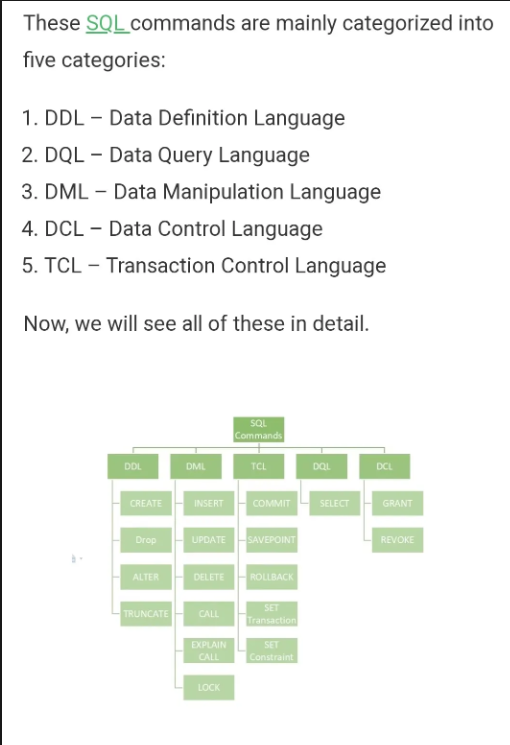 These SQL commands are mainly categorized into
five categories:
1. DDL – Data Definition Language
2. DQL – Data Query Language
3. DML – Data Manipulation Language
4. DCL – Data Control Language
5. TCL – Transaction Control Language
Now, we will see all of these in detail.
SQL
Commands
DDL DML TCL DQL DCL
CREATE INSERT COMMIT SELECT GRANT
Drop UPDATE SAVEPOINT REVOKE
ALTER DELETE ROLLBACK
TRUNCATE CALL SET
Transaction
EXPLAIN SET
CALL Constraint
LOCK